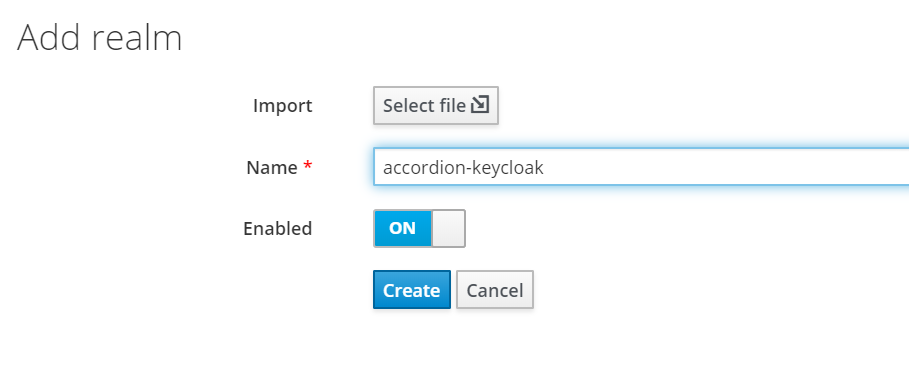 Add realm
Import Select file
Name * accordion-keycloak
Enabled ON
Create Cancel